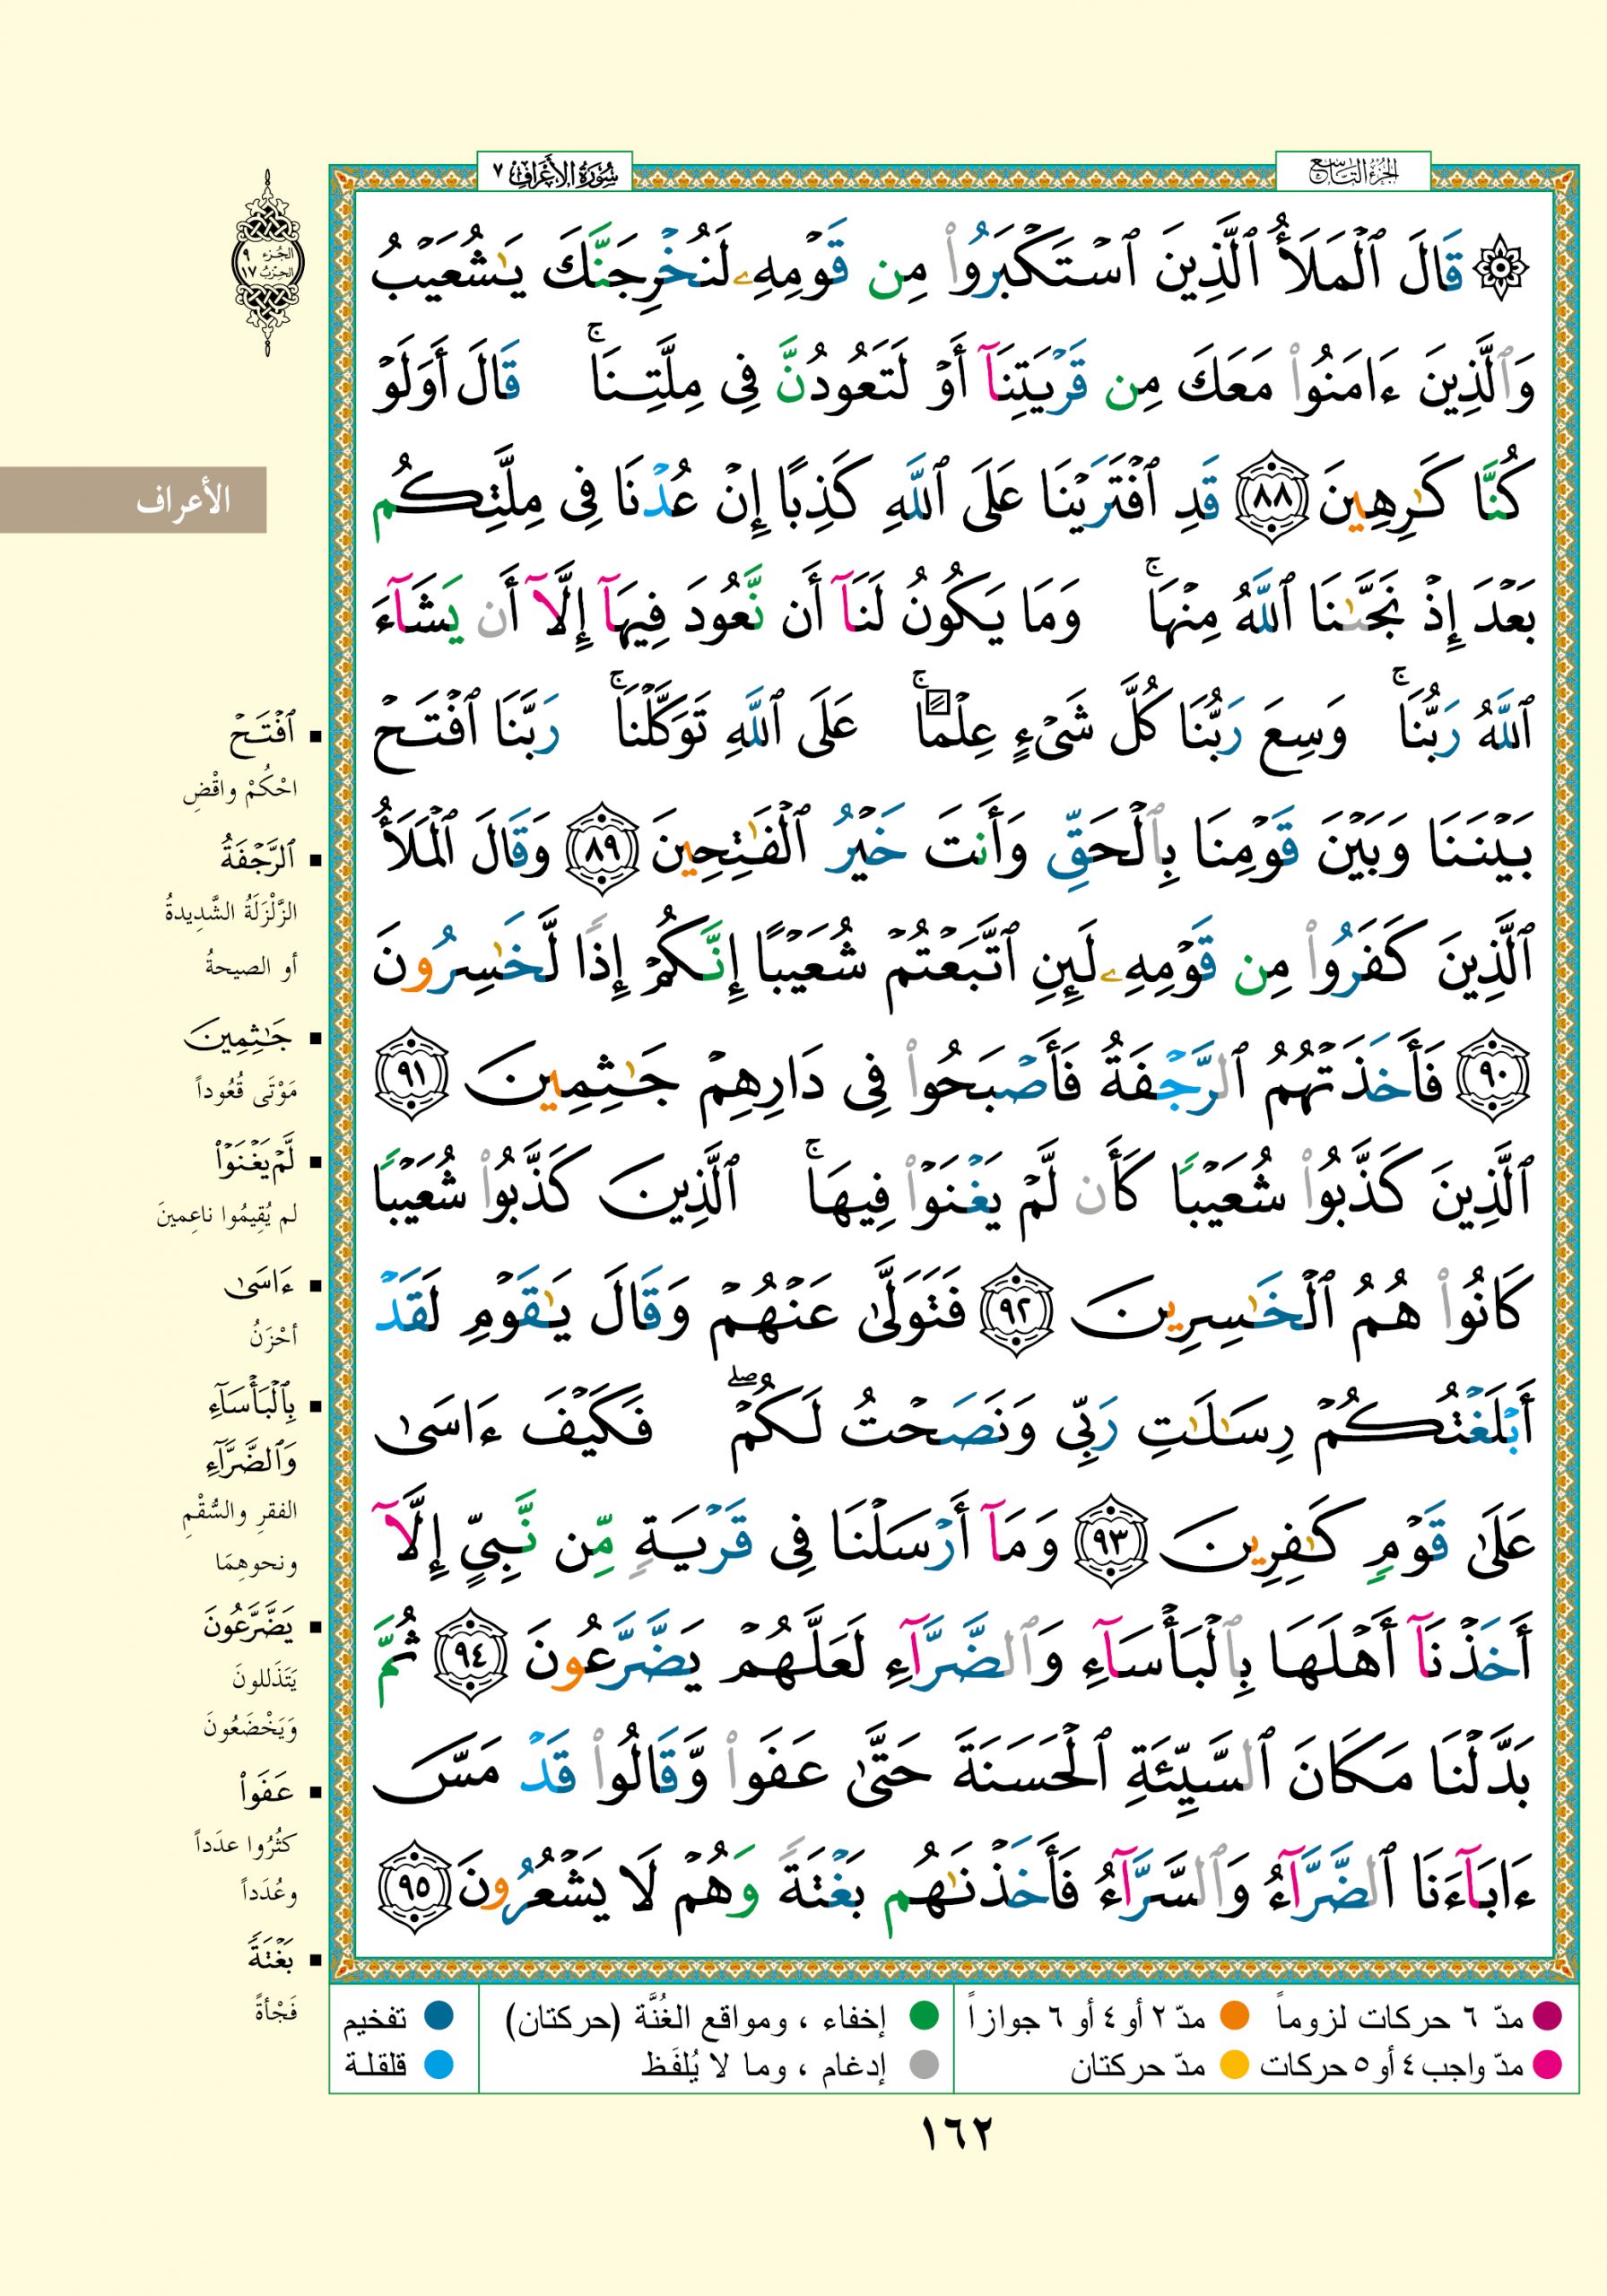 الجزء التاسع
سورة الأعراف ٧
الجزء ٩
الحزب ١٧
الأعراف
۞ قَالَ ٱلۡمَلَأُ ٱلَّذِينَ ٱسۡتَكۡبَرُوا۟ مِن قَوۡمِهِۦ لَنُخۡرِجَنَّكَ يَـٰشُعَيۡبُ
وَٱلَّذِينَ ءَامَنُوا۟ مَعَكَ مِن قَرۡيَتِنَآ أَوۡ لَتَعُودُنَّ فِى مِلَّتِنَا ۚ قَالَ أَوَلَوۡ
كُنَّا كَـٰرِهِينَ ٨٨ قَدِ ٱفۡتَرَيۡنَا عَلَى ٱللَّهِ كَذِبًا إِنۡ عُدۡنَا فِى مِلَّتِكُم
بَعۡدَ إِذۡ نَجَّىٰنَا ٱللَّهُ مِنۡهَا ۚ وَمَا يَكُونُ لَنَآ أَن نَّعُودَ فِيهَآ إِلَّآ أَن يَشَآءَ
ٱللَّهُ رَبُّنَا ۚ وَسِعَ رَبُّنَا كُلَّ شَىۡءٍ عِلۡمًا ۚ عَلَى ٱللَّهِ تَوَكَّلۡنَا ۚ رَبَّنَا ٱفۡتَحۡ
بَيۡنَنَا وَبَيۡنَ قَوۡمِنَا بِٱلۡحَقِّ وَأَنتَ خَيۡرُ ٱلۡفَـٰتِحِينَ ٨٩ وَقَالَ ٱلۡمَلَأُ
ٱلَّذِينَ كَفَرُوا۟ مِن قَوۡمِهِۦ لَئِنِ ٱتَّبَعۡتُمۡ شُعَيۡبًا إِنَّكُمۡ إِذًا لَّخَـٰسِرُونَ
٩٠ فَأَخَذَتۡهُمُ ٱلرَّجۡفَةُ فَأَصۡبَحُوا۟ فِى دَارِهِمۡ جَـٰثِمِينَ ٩١
ٱلَّذِينَ كَذَّبُوا۟ شُعَيۡبًا كَأَن لَّمۡ يَغۡنَوۡا۟ فِيهَا ۚ ٱلَّذِينَ كَذَّبُوا۟ شُعَيۡبًا
كَانُوا۟ هُمُ ٱلۡخَـٰسِرِينَ ٩٢ فَتَوَلَّىٰ عَنۡهُمۡ وَقَالَ يَـٰقَوۡمِ لَقَدۡ
أَبۡلَغۡتُكُمۡ رِسَـٰلَـٰتِ رَبِّى وَنَصَحۡتُ لَكُمۡ ۖ فَكَيۡفَ ءَاسَىٰ
عَلَىٰ قَوۡمٍ كَـٰفِرِينَ ٩٣ وَمَآ أَرۡسَلۡنَا فِى قَرۡيَةٍ مِّن نَّبِىٍّ إِلَّآ
أَخَذۡنَآ أَهۡلَهَا بِٱلۡبَأۡسَآءِ وَٱلضَّرَّآءِ لَعَلَّهُمۡ يَضَّرَّعُونَ ٩٤ ثُمَّ
بَدَّلۡنَا مَكَانَ ٱلسَّيِّئَةِ ٱلۡحَسَنَةَ حَتَّىٰ عَفَوا۟ وَّقَالُوا۟ قَدۡ مَسَّ
ءَابَآءَنَا ٱلضَّرَّآءُ وَٱلسَّرَّآءُ فَأَخَذۡنَـٰهُم بَغۡتَةً وَهُمۡ لَا يَشۡعُرُونَ ٩٥
▪ ٱفۡتَحۡ
احْكُمْ واقْضِ
▪ ٱلرَّجۡفَةُ
الزَّلْزَلَةُ الشَّدِيدةُ
أو الصيحةُ
▪ جَـٰثِمِينَ
مَوْتَى قُعُوداً
▪ لَّمۡ يَغۡنَوۡا۟
لم يُقِيمُوا ناعِمينَ
▪ ءَاسَىٰ
أحْزَنُ
▪ بِٱلۡبَأۡسَآءِ
وَٱلضَّرَّآءِ
الفقرِ والسُّقْمِ
ونحوهِمَا
▪ يَضَّرَّعُونَ
يَتَذَللونَ
وَيَخْضَعُونَ
▪ عَفَوا۟
كثُرُوا عدَداً
وعُدَداً
▪ بَغۡتَةً
فَجْأةً
مدّ ٦ حركات لزوماً مدّ ٢ أو ٤ أو ٦ جوازاً
مدّ واجب ٤ أو ٥ حركات مدّ حركتان
إخفاء ، ومواقع الغُنَّة (حركتان)
إدغام ، وما لا يُلفَظ
تفخيم
قلقلة
١٦٢